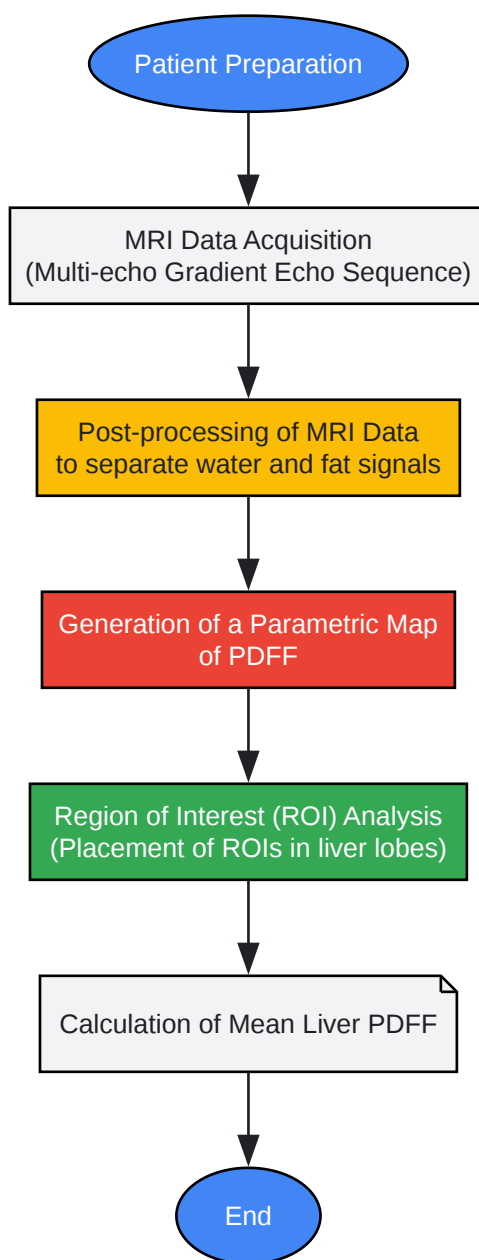 Patient Preparation
MRI Data Acquisition
(Multi-echo Gradient Echo Sequence)
Post-processing of MRI Data
to separate water and fat signals
Generation of a Parametric Map
of PDFF
Region of Interest (ROI) Analysis
(Placement of ROIs in liver lobes)
Calculation of Mean Liver PDFF
End